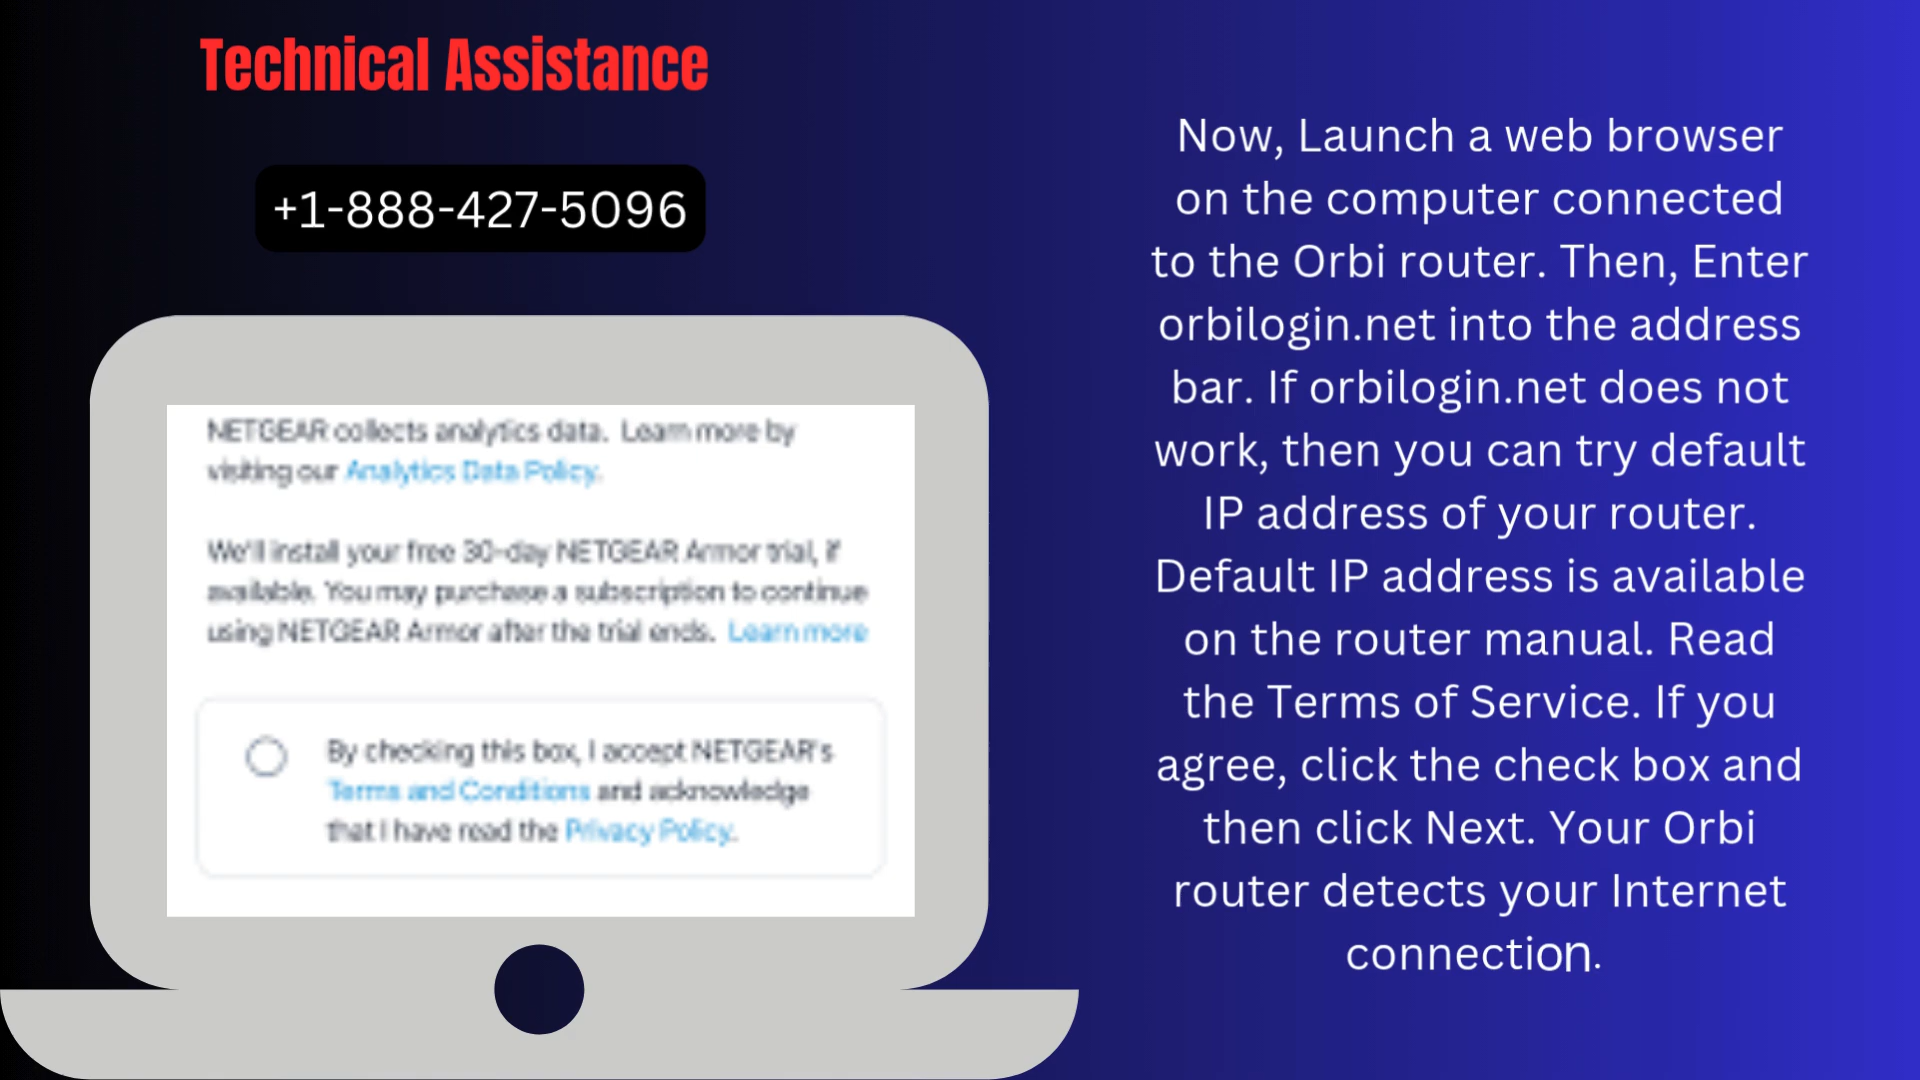 Technical Assistance
+1-888-427-5096
NETGEAR collects analytics data. Learn more by
visiting our Analytics Data Policy.
We'll install your free 30-day NETGEAR Armor trial, if
available. You may purchase a subscription to continue
using NETGEAR Armor after the trial ends. Learn more
By checking this box, I accept NETGEAR's
Terms and Conditions and acknowledge
that I have read the Privacy Policy.
Now, Launch a web browser
on the computer connected
to the Orbi router. Then, Enter
orbilogin.net into the address
bar. If orbilogin.net does not
work, then you can try default
IP address of your router.
Default IP address is available
on the router manual. Read
the Terms of Service. If you
agree, click the check box and
then click Next. Your Orbi
router detects your Internet
connection.